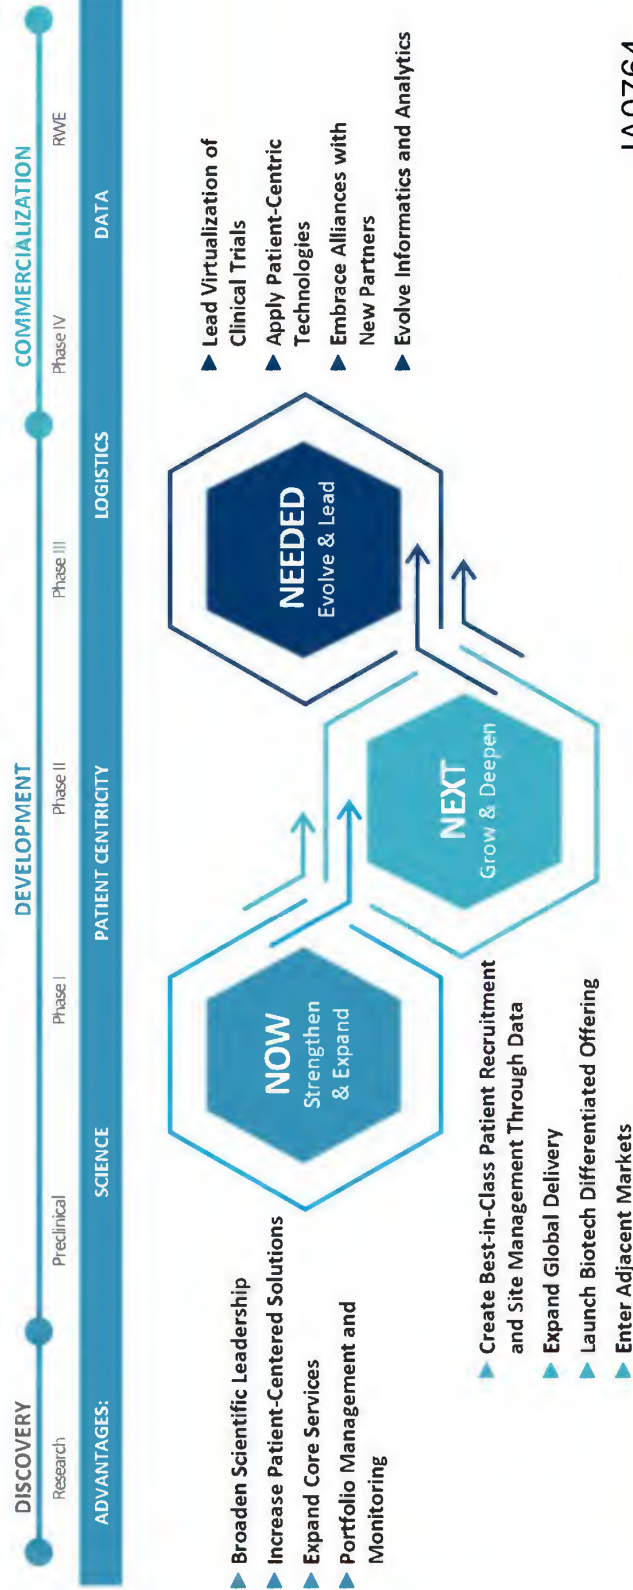 DISCOVERY
DEVELOPMENT
COMMERCIALIZATION
Research
Preclinical
Phase I
Phase II
Phase III
Phase IV
RWE
ADVANTAGES:
SCIENCE
PATIENT CENTRICITY
LOGISTICS
DATA
Broaden Scientific Leadership
Increase Patient-Centered Solutions
Expand Core Services
Portfolio Management and
Monitoring
NOW
Strengthen
& Expand
Create Best-in-Class Patient Recruitment
and Site Management Through Data
Expand Global Delivery
Launch Biotech Differentiated Offering
Enter Adjacent Markets
NEXT
Grow & Deepen
NEEDED
Evolve & Lead
Lead Virtualization of
Clinical Trials
Apply Patient-Centric
Technologies
Embrace Alliances with
New Partners
Evolve Informatics and Analytics